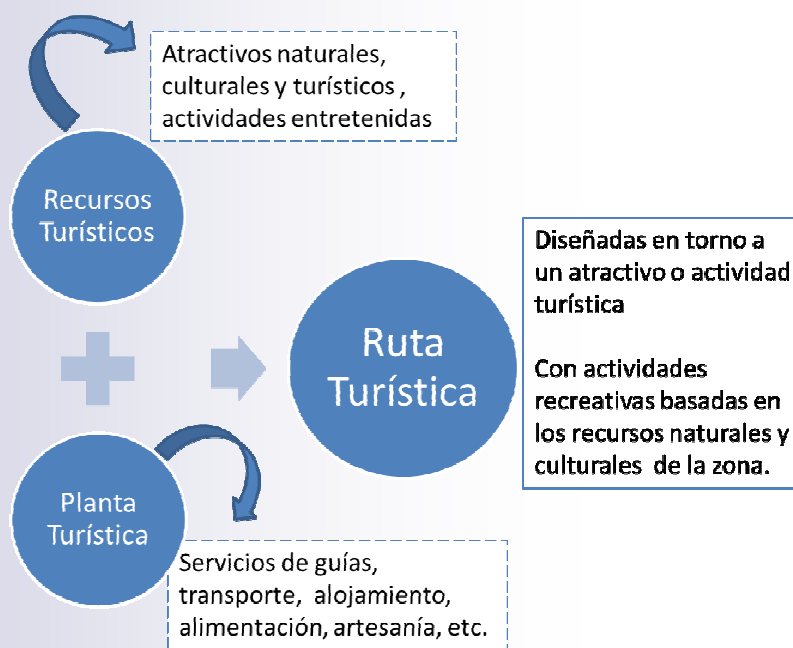 Atractivos naturales,
culturales y turísticos ,
actividades entretenidas
Recursos
Turísticos
Ruta
Turística
Diseñadas en torno a
un atractivo o actividad
turística
Con actividades
recreativas basadas en
los recursos naturales y
culturales de la zona.
Planta
Turística
Servicios de guías,
transporte, alojamiento,
alimentación, artesanía, etc.